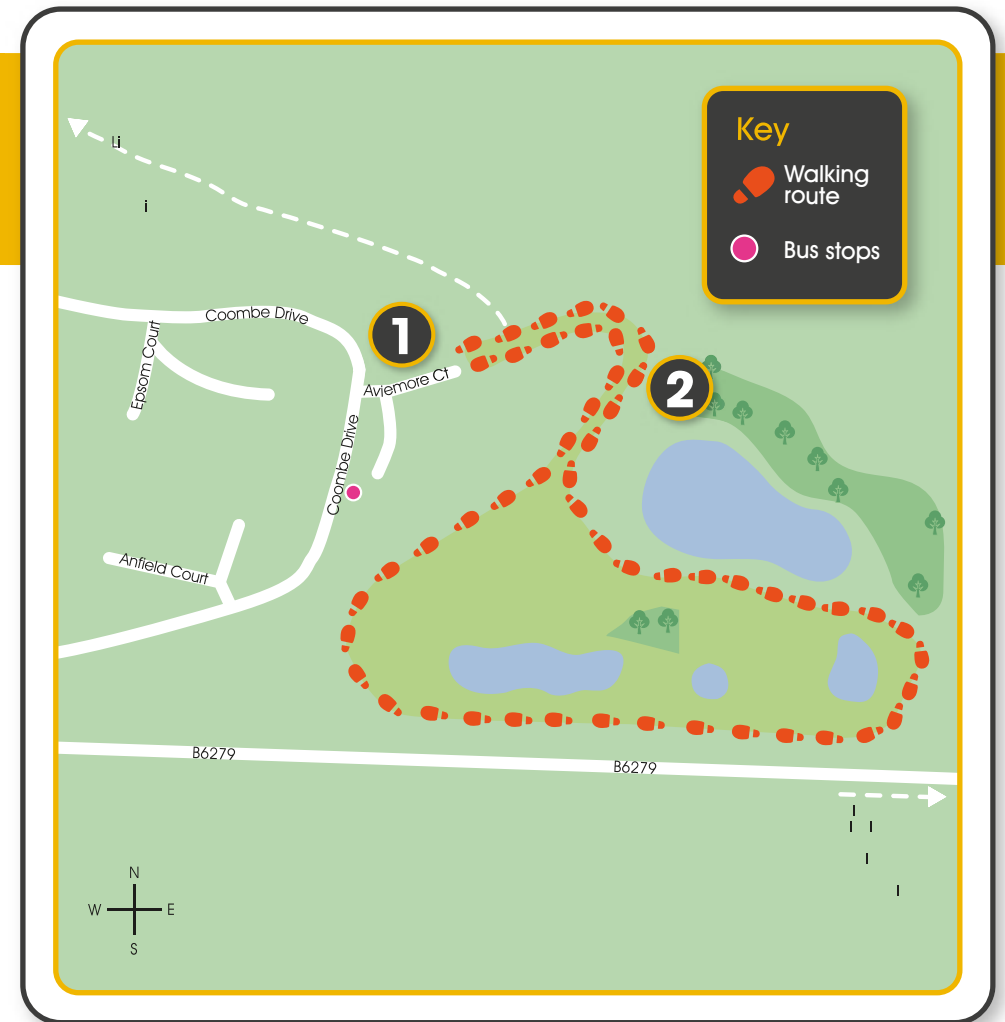 Key
Walking
route
Bus stops
Li
i
Coombe Drive
Epsom Court
1
Aviemore Ct
2
Coombe Drive
Anfield Court
B6279
B6279
I
I I
I
I
N
W E
S